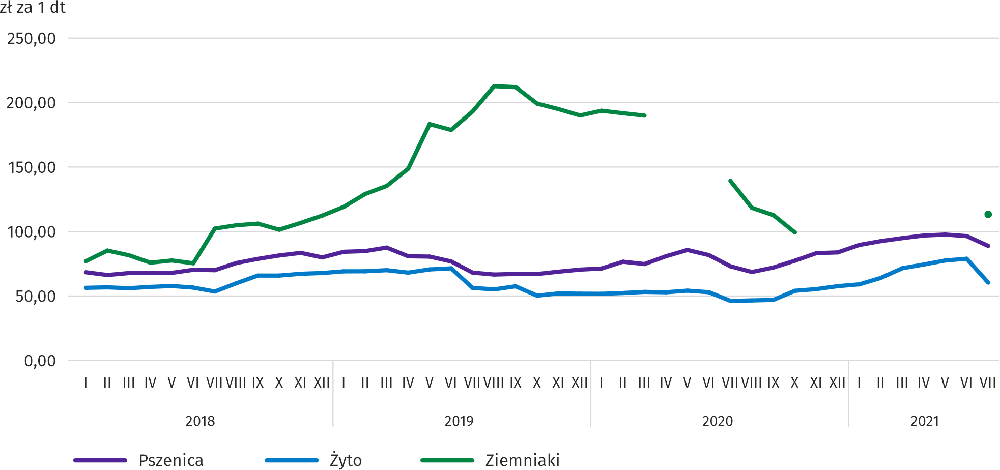 zł za 1 dt
250,00
200,00
150,00
100,00
50,00
0,00
I II III IV V VI VII VIII IX X XI XII I II III IV V VI VII VIII IX X XI XII I II III IV V VI VII VIII IX X XI XII I II III IV V VI VII
2018 2019 2020 2021
Pszenica Żyto Ziemniaki